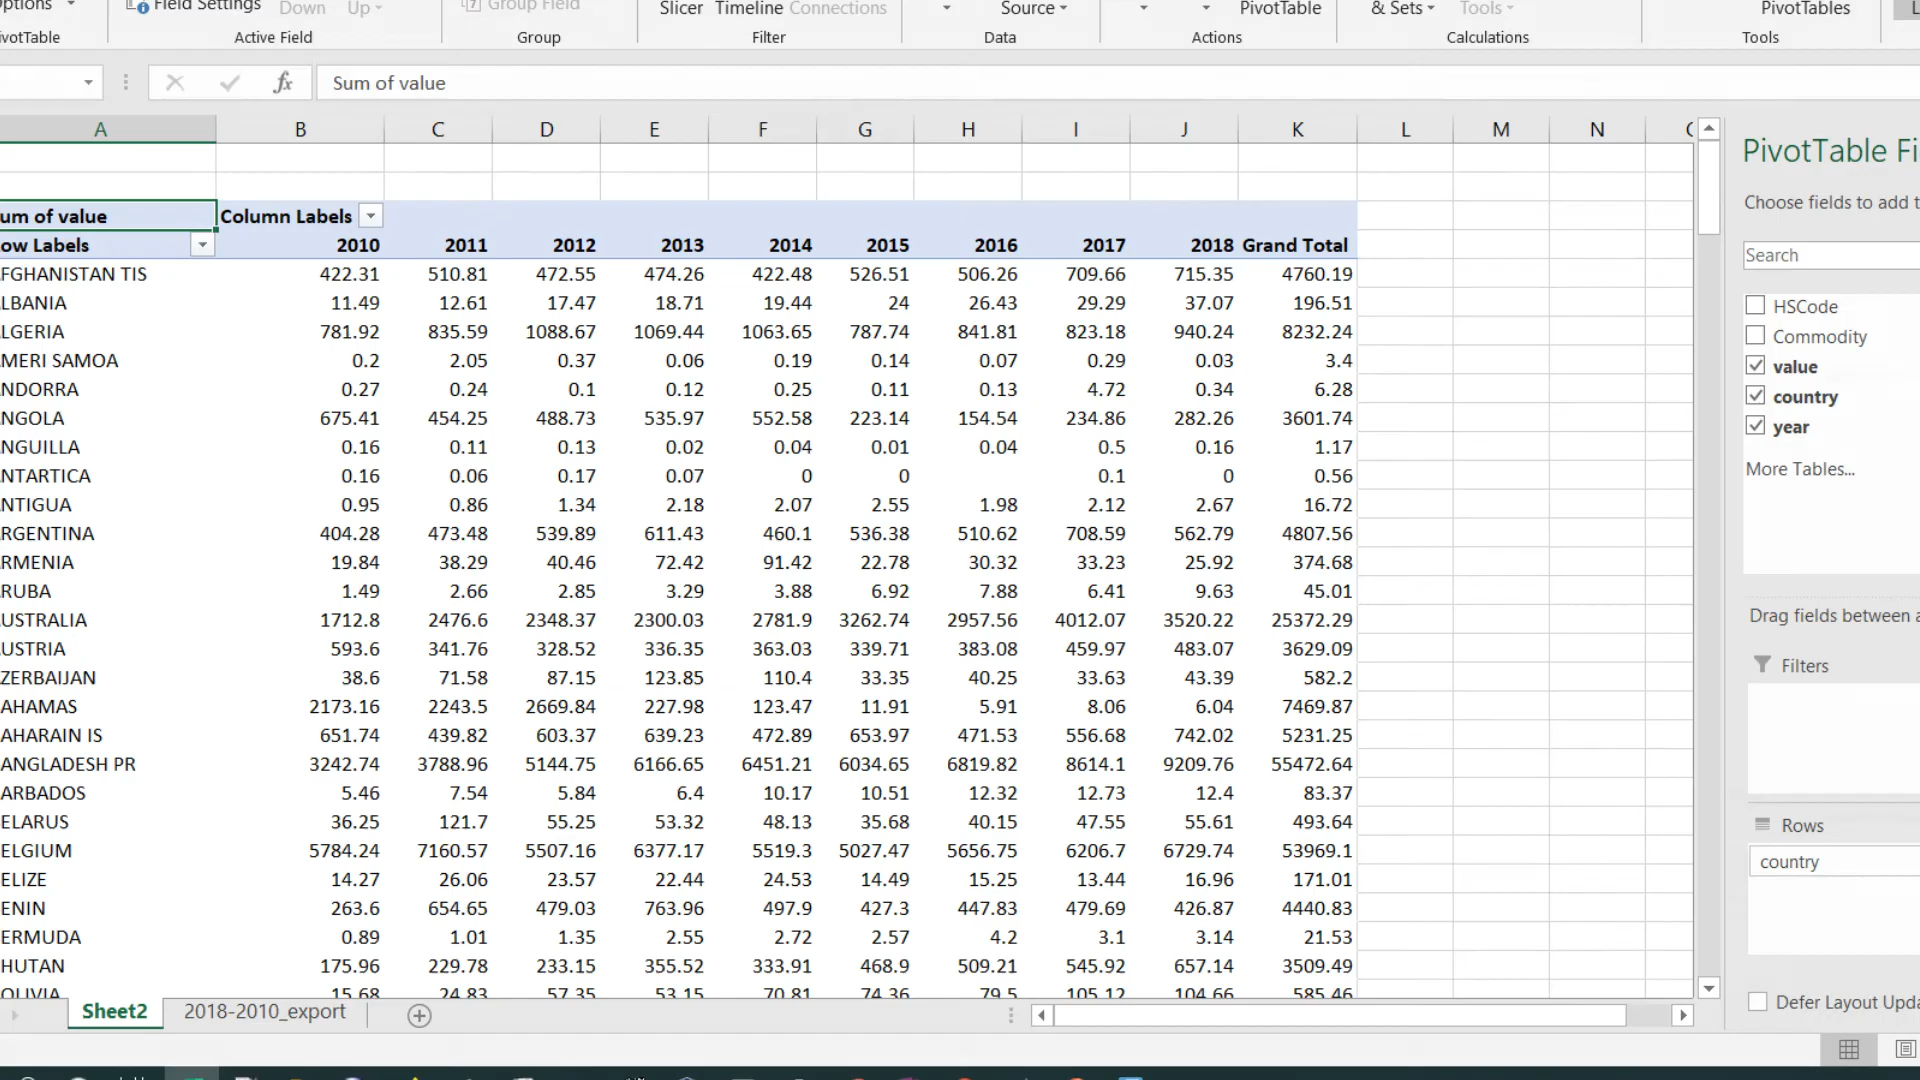 ptions Field Settings Down Up Group Field Slicer Timeline Connections Source PivotTable & Sets Tools PivotTables
votTable Active Field Group Filter Data Actions Calculations Tools
fx Sum of value
A B C D E F G H I J K L M N
PivotTable Fi
Choose fields to add t
um of value Column Labels
ow Labels 2010 2011 2012 2013 2014 2015 2016 2017 2018 Grand Total
FGHANISTAN TIS 422.31 510.81 472.55 474.26 422.48 526.51 506.26 709.66 715.35 4760.19
LBANIA 11.49 12.61 17.47 18.71 19.44 24 26.43 29.29 37.07 196.51
LGERIA 781.92 835.59 1088.67 1069.44 1063.65 787.74 841.81 823.18 940.24 8232.24
MERI SAMOA 0.2 2.05 0.37 0.06 0.19 0.14 0.07 0.29 0.03 3.4
NDORRA 0.27 0.24 0.1 0.12 0.25 0.11 0.13 4.72 0.34 6.28
NGOLA 675.41 454.25 488.73 535.97 552.58 223.14 154.54 234.86 282.26 3601.74
NGUILLA 0.16 0.11 0.13 0.02 0.04 0.01 0.04 0.5 0.16 1.17
NTARTICA 0.16 0.06 0.17 0.07 0 0 0.1 0 0.56
NTIGUA 0.95 0.86 1.34 2.18 2.07 2.55 1.98 2.12 2.67 16.72
RGENTINA 404.28 473.48 539.89 611.43 460.1 536.38 510.62 708.59 562.79 4807.56
RMENIA 19.84 38.29 40.46 72.42 91.42 22.78 30.32 33.23 25.92 374.68
RUBA 1.49 2.66 2.85 3.29 3.88 6.92 7.88 6.41 9.63 45.01
USTRALIA 1712.8 2476.6 2348.37 2300.03 2781.9 3262.74 2957.56 4012.07 3520.22 25372.29
USTRIA 593.6 341.76 328.52 336.35 363.03 339.71 383.08 459.97 483.07 3629.09
ZERBAIJAN 38.6 71.58 87.15 123.85 110.4 33.35 40.25 33.63 43.39 582.2
AHAMAS 2173.16 2243.5 2669.84 227.98 123.47 11.91 5.91 8.06 6.04 7469.87
AHARAIN IS 651.74 439.82 603.37 639.23 472.89 653.97 471.53 556.68 742.02 5231.25
ANGLADESH PR 3242.74 3788.96 5144.75 6166.65 6451.21 6034.65 6819.82 8614.1 9209.76 55472.64
ARBADOS 5.46 7.54 5.84 6.4 10.17 10.51 12.32 12.73 12.4 83.37
ELARUS 36.25 121.7 55.25 53.32 48.13 35.68 40.15 47.55 55.61 493.64
ELGIUM 5784.24 7160.57 5507.16 6377.17 5519.3 5027.47 5656.75 6206.7 6729.74 53969.1
ELIZE 14.27 26.06 23.57 22.44 24.53 14.49 15.25 13.44 16.96 171.01
ENIN 263.6 654.65 479.03 763.96 497.9 427.3 447.83 479.69 426.87 4440.83
ERMUDA 0.89 1.01 1.35 2.55 2.72 2.57 4.2 3.1 3.14 21.53
HUTAN 175.96 229.78 233.15 355.52 333.91 468.9 509.21 545.92 657.14 3509.49
OLIVIA 15.68 24.83 57.35 53.15 70.81 74.36 79.5 105.12 104.66 585.46
Search
HSCode
Commodity
value
country
year
More Tables...
Drag fields between a
Filters
Rows
country
Defer Layout Upda
Sheet2 2018-2010_export